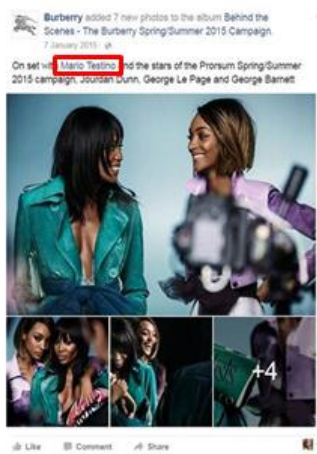 Burberry added 7 new photos to the album Behind the
Scenes - The Burberry Spring/Summer 2015 Campaign.
7 January 2015
On set with Mario Testino and the stars of the Prorsum Spring/Summer
2015 campaign, Jourdan Dunn, George Le Page and George Barnett
+4
Like Comment Share